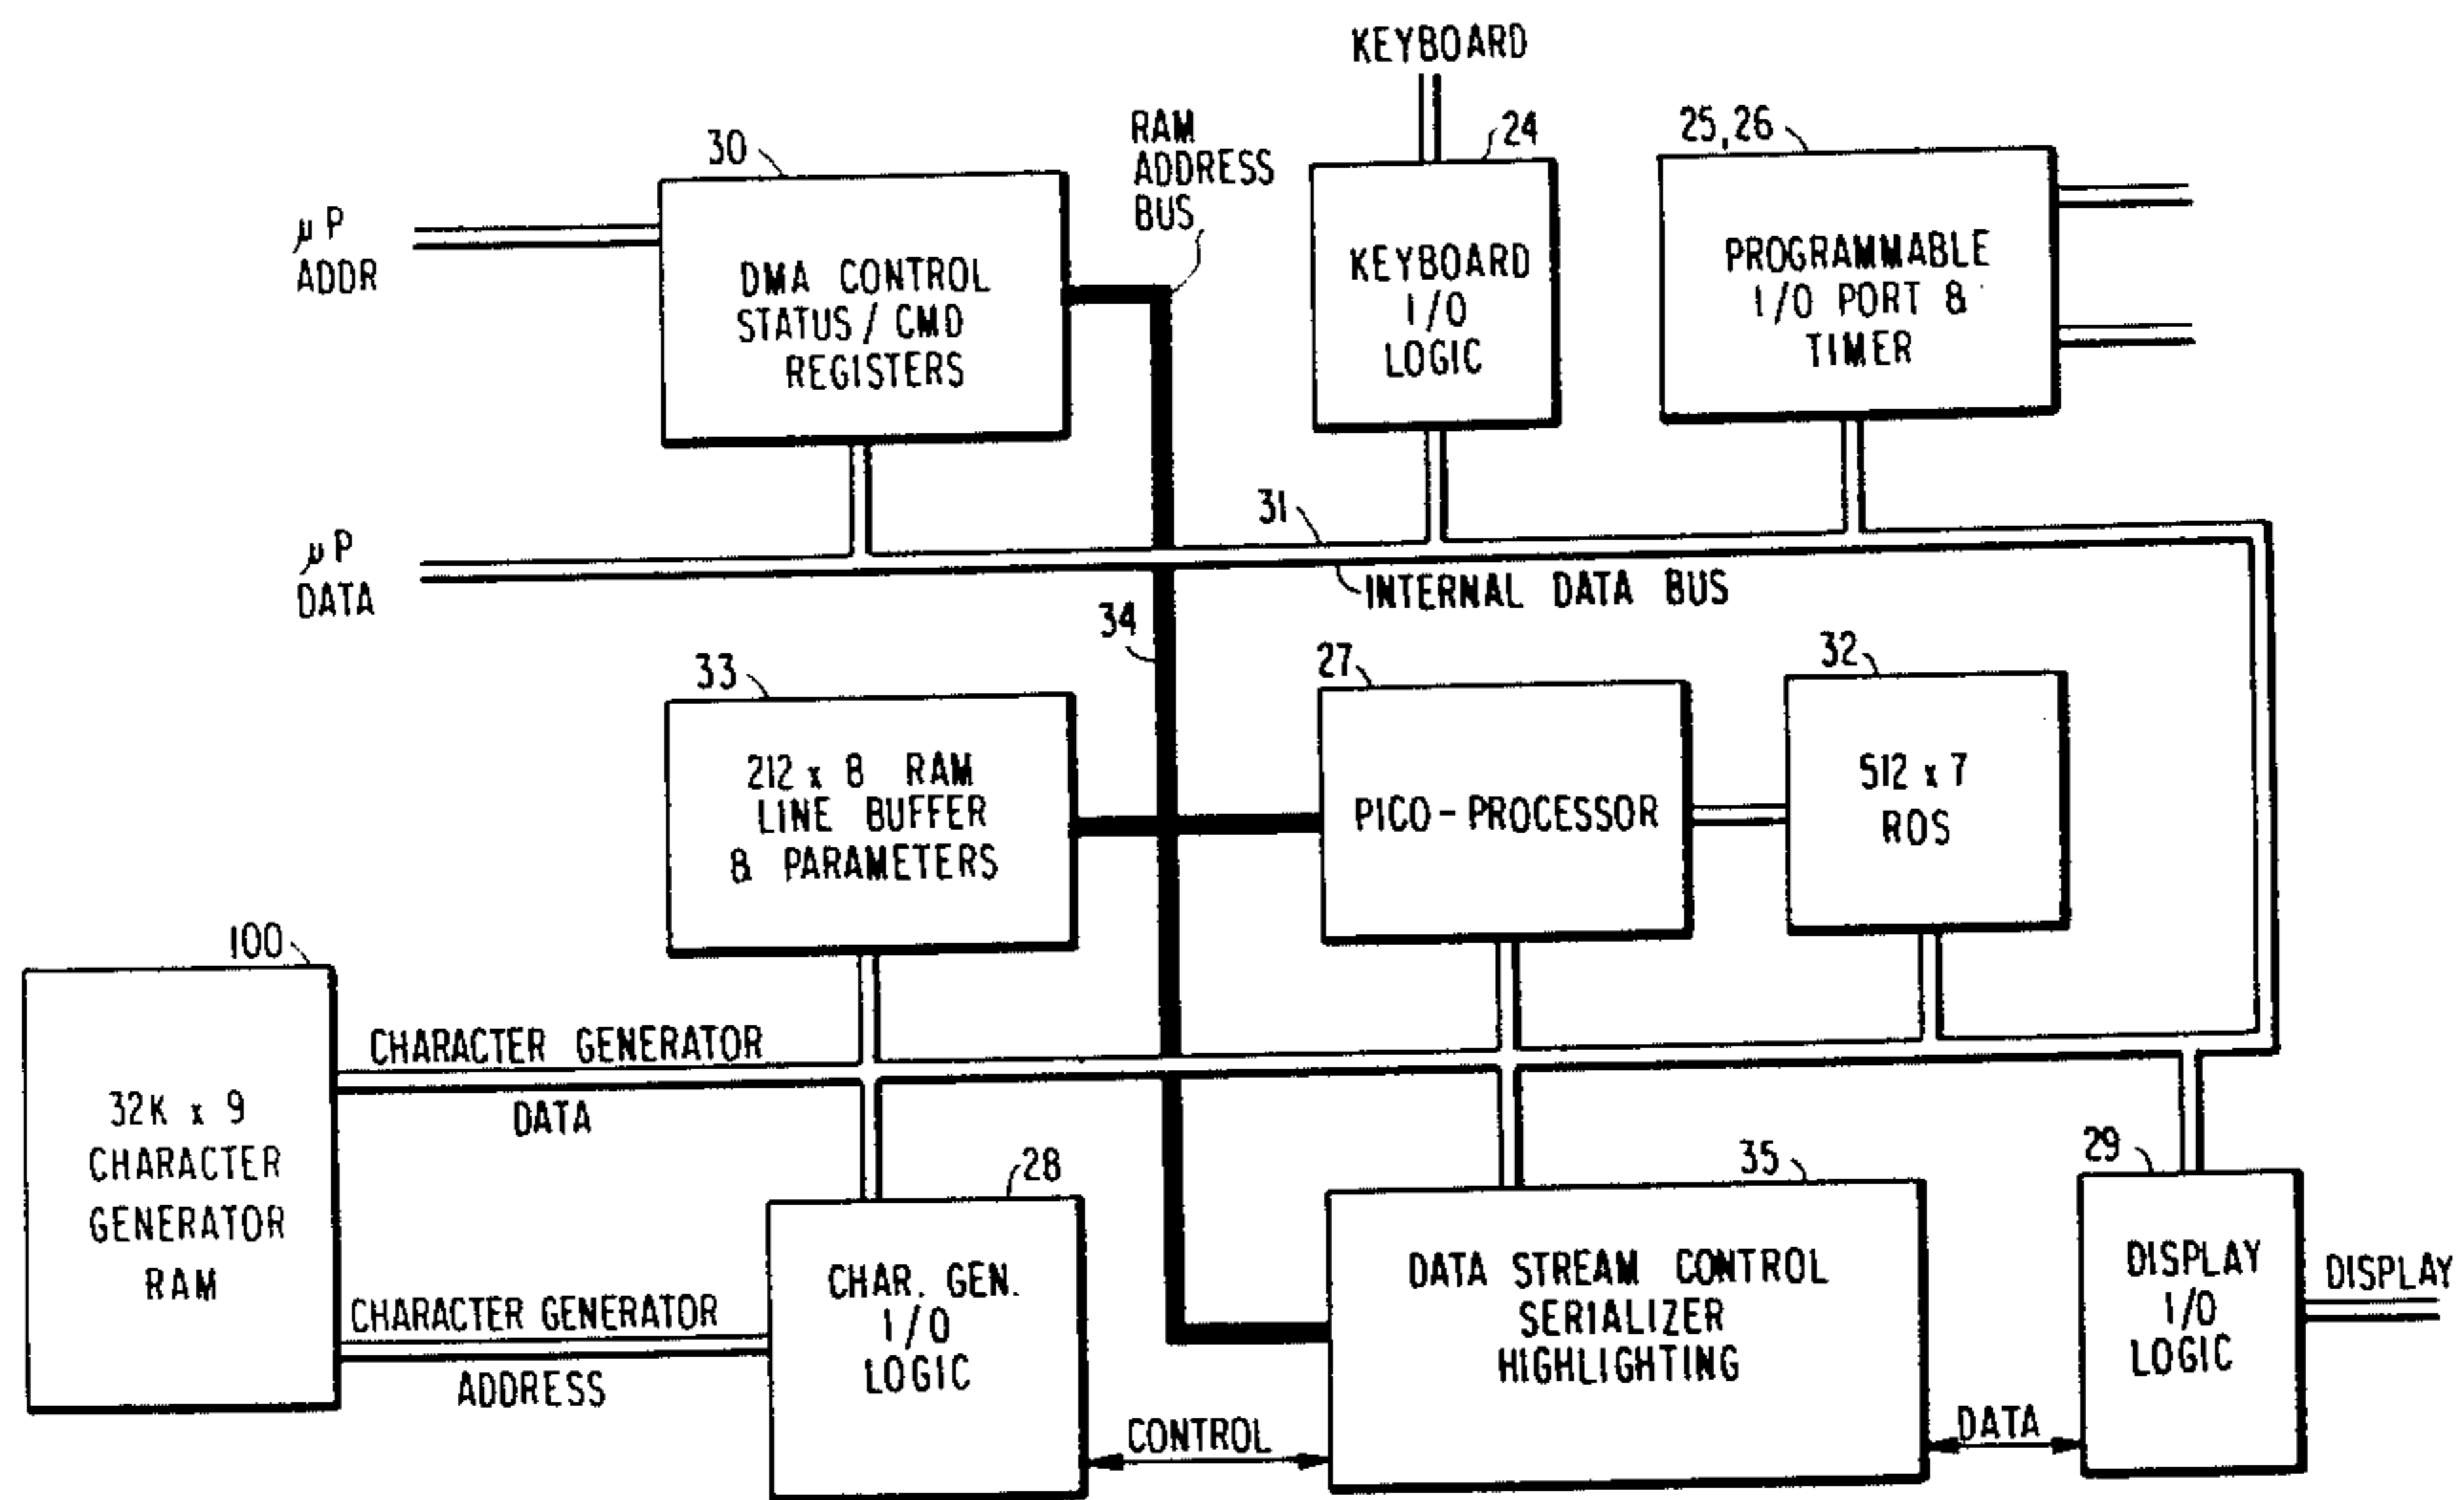 KEYBOARD
RAM
ADDRESS
BUS
30
24
25,26
μP
ADDR
DMA CONTROL
STATUS / CMD
REGISTERS
KEYBOARD
I/O
LOGIC
PROGRAMMABLE
I/O PORT &
TIMER
31
μP
DATA
INTERNAL DATA BUS
34
33
27
32
212 x 8 RAM
LINE BUFFER
& PARAMETERS
PICO-PROCESSOR
512 x 7
ROS
100
CHARACTER GENERATOR
DATA
32K x 9
CHARACTER
GENERATOR
RAM
28
35
29
CHARACTER GENERATOR
ADDRESS
CHAR. GEN.
I/O
LOGIC
DATA STREAM CONTROL
SERIALIZER
HIGHLIGHTING
DISPLAY
I/O
LOGIC
DISPLAY
CONTROL
DATA